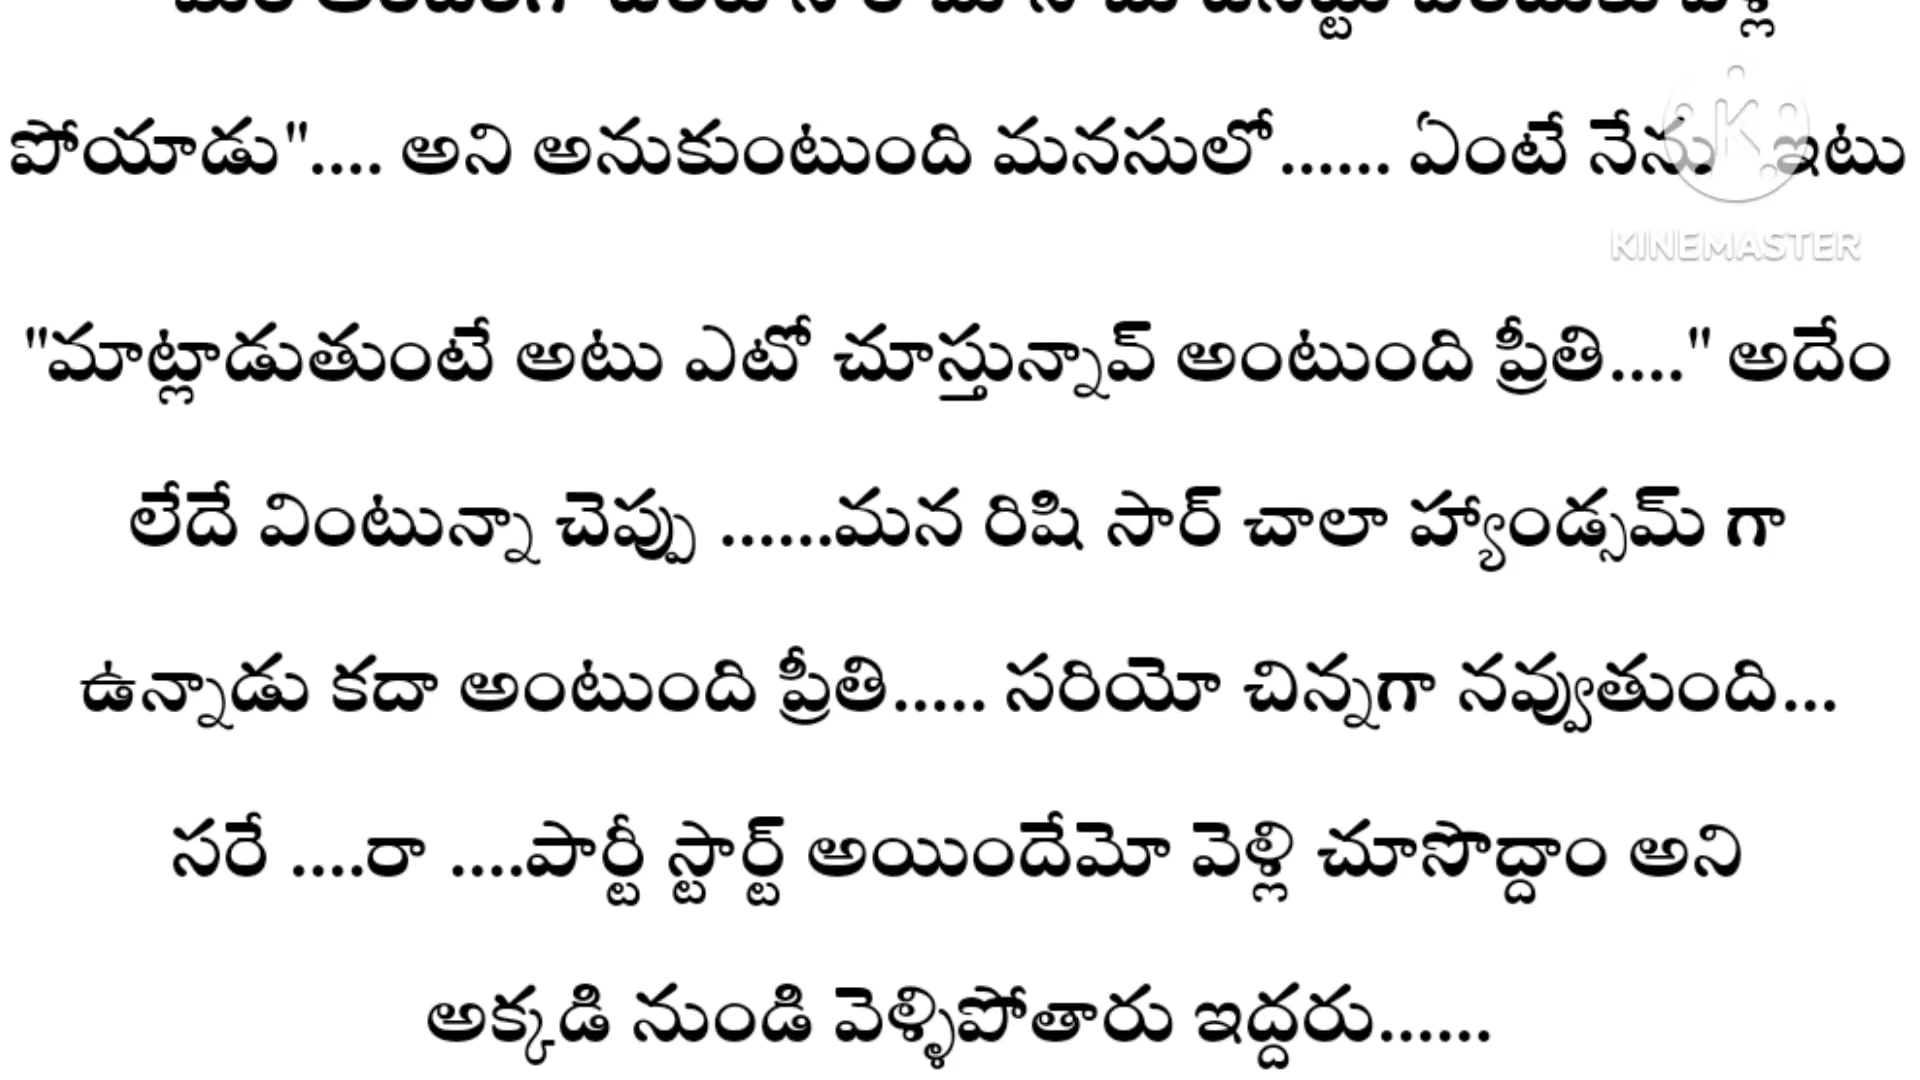 పోయాడు".... అని అనుకుంటుంది మనసులో...... ఏంటే నేను ఇటు
KINEMASTER
"మాట్లాడుతుంటే అటు ఎటో చూస్తున్నావ్ అంటుంది ప్రీతి...." అదేం
లేదే వింటున్నా చెప్పు ......మన రిషి సార్ చాలా హ్యాండ్సమ్ గా
ఉన్నాడు కదా అంటుంది ప్రీతి..... సరియో చిన్నగా నవ్వుతుంది...
సరే ....రా ....పార్టీ స్టార్ట్ అయిందేమో వెళ్లి చూసొద్దాం అని
అక్కడి నుండి వెళ్ళిపోతారు ఇద్దరు......